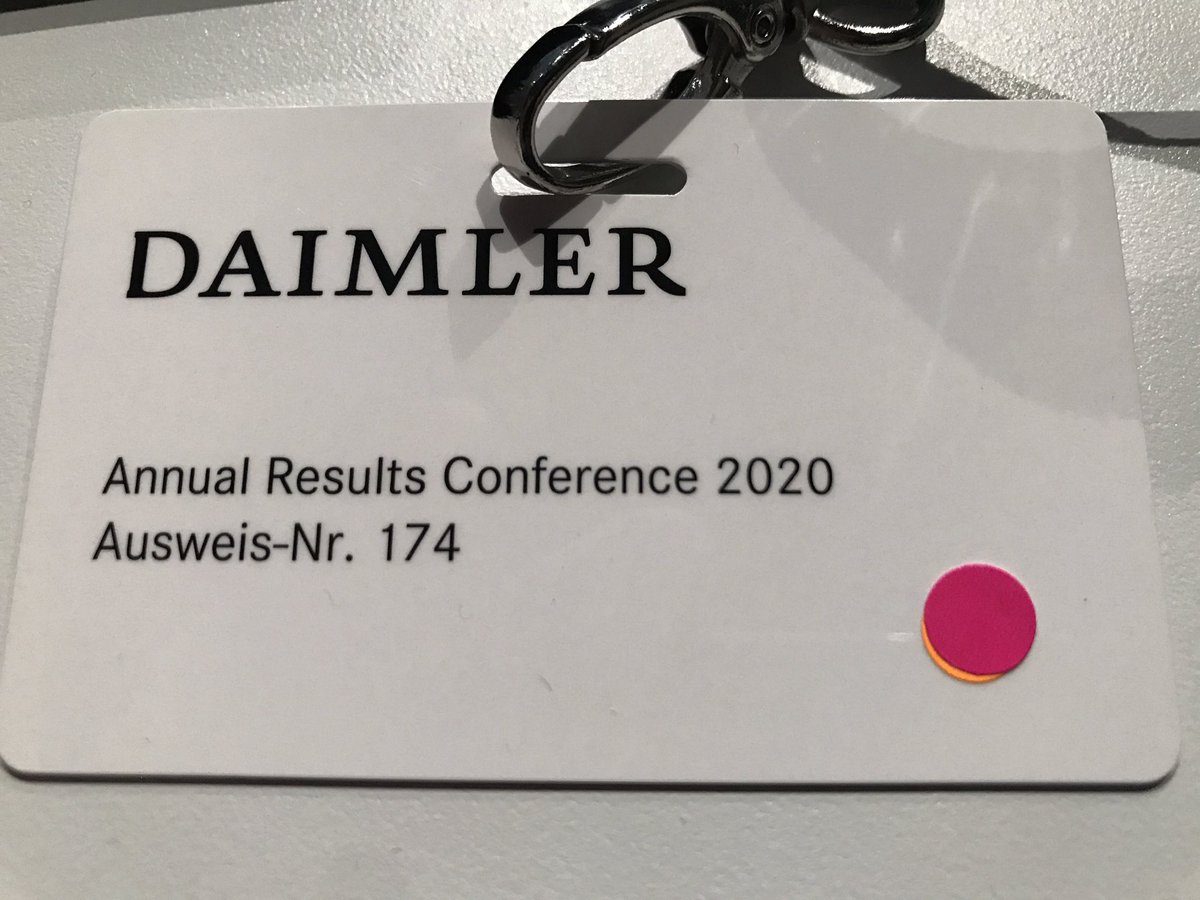 DAIMLER
Annual Results Conference 2020
Ausweis-Nr. 174